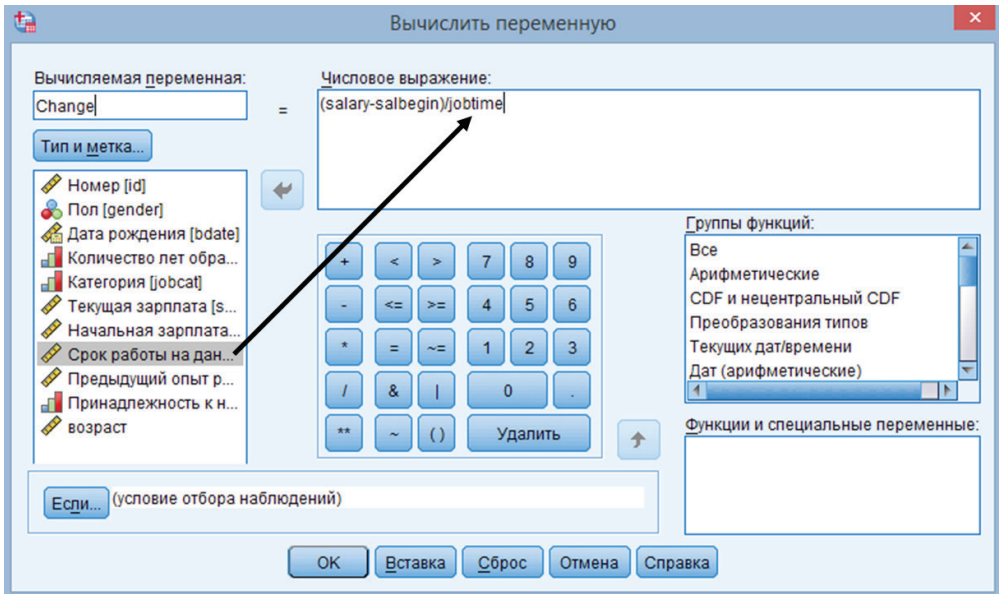 Вычислить переменную
Вычисляемая переменная:
Change
=
Числовое выражение:
(salary-salbegin)/jobtime
Тип и метка...
Номер [id]
Пол [gender]
Дата рождения [bdate]
Количество лет обра...
Категория [jobcat]
Текущая зарплата [s...
Начальная зарплата...
Срок работы на дан...
Предыдущий опыт р...
Принадлежность к н...
возраст
+ < > 7 8 9
- <= >= 4 5 6
* = ~= 1 2 3
/ & | 0 .
** ~ ( ) Удалить
Группы функций:
Все
Арифметические
CDF и нецентральный CDF
Преобразования типов
Текущих дат/времени
Дат (арифметические)
Функции и специальные переменные:
Если... (условие отбора наблюдений)
OK Вставка Сброс Отмена Справка